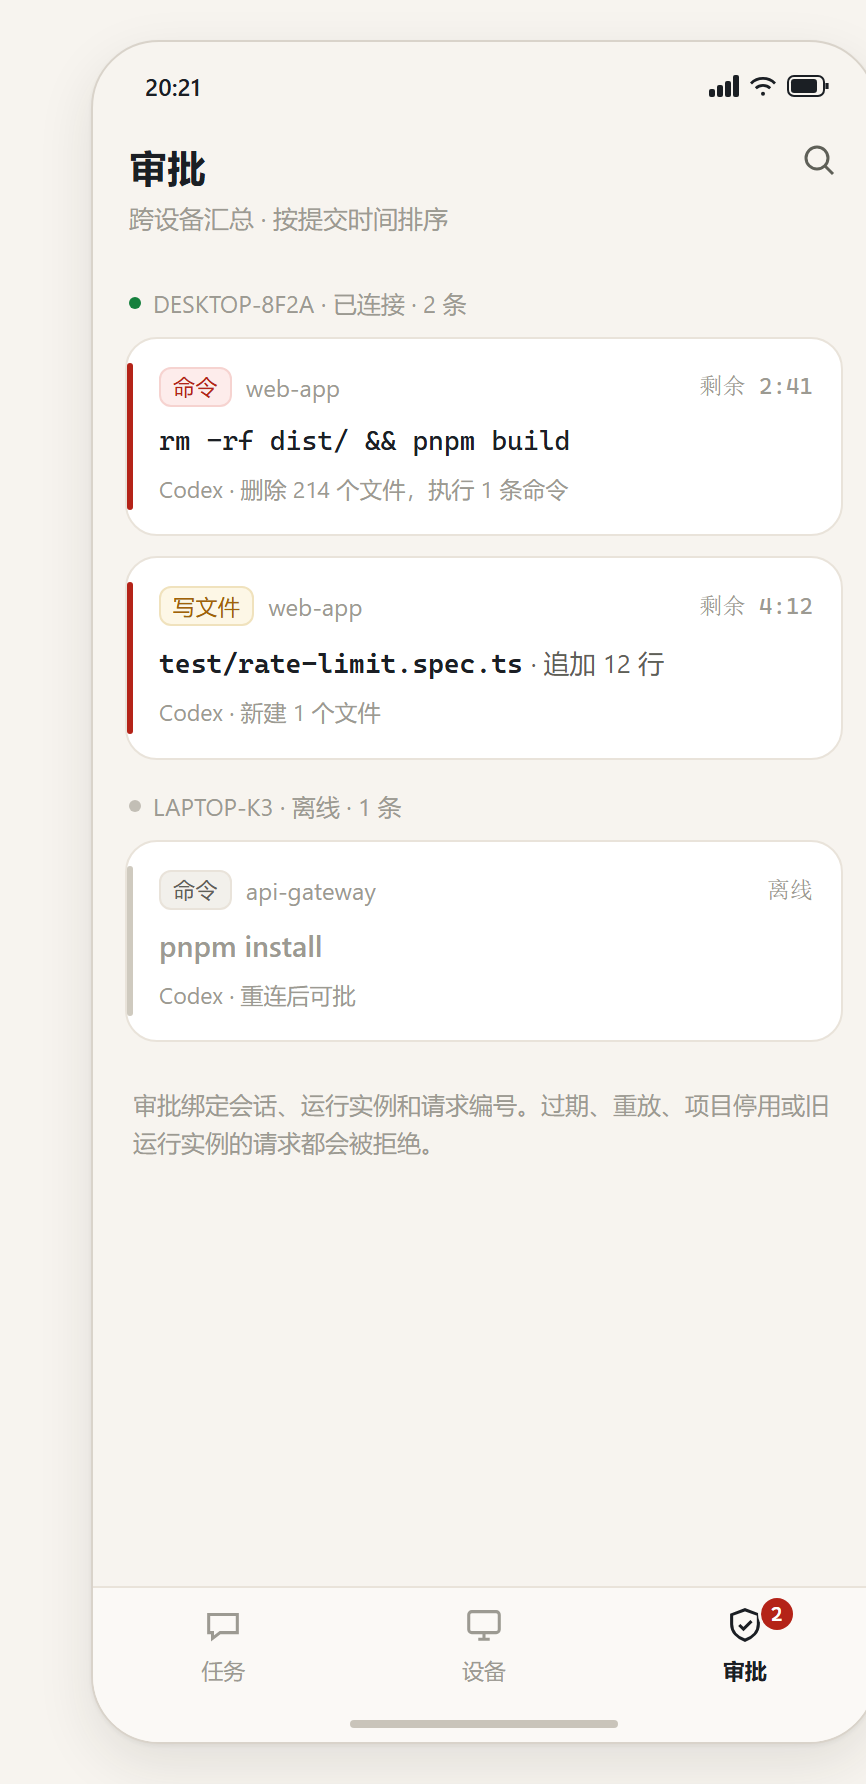 20:21
审批
跨设备汇总 · 按提交时间排序
DESKTOP-8F2A · 已连接 · 2 条
命令 web-app 剩余 2:41
rm -rf dist/ && pnpm build
Codex · 删除 214 个文件，执行 1 条命令
写文件 web-app 剩余 4:12
test/rate-limit.spec.ts · 追加 12 行
Codex · 新建 1 个文件
LAPTOP-K3 · 离线 · 1 条
命令 api-gateway 离线
pnpm install
Codex · 重连后可批
审批绑定会话、运行实例和请求编号。过期、重放、项目停用或旧
运行实例的请求都会被拒绝。
2
任务 设备 审批